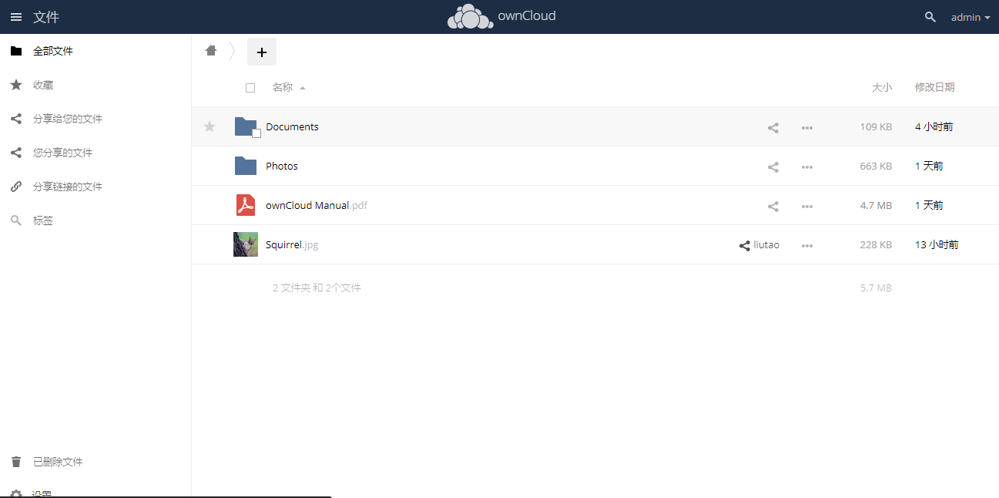 文件
ownCloud
admin
全部文件
收藏
分享给您的文件
您分享的文件
分享链接的文件
标签
已删除文件
设置
名称 大小 修改日期
Documents 109 KB 4 小时前
Photos 663 KB 1 天前
ownCloud Manual.pdf 4.7 MB 1 天前
Squirrel.jpg liutao 228 KB 13 小时前
2 文件夹 和 2个文件 5.7 MB